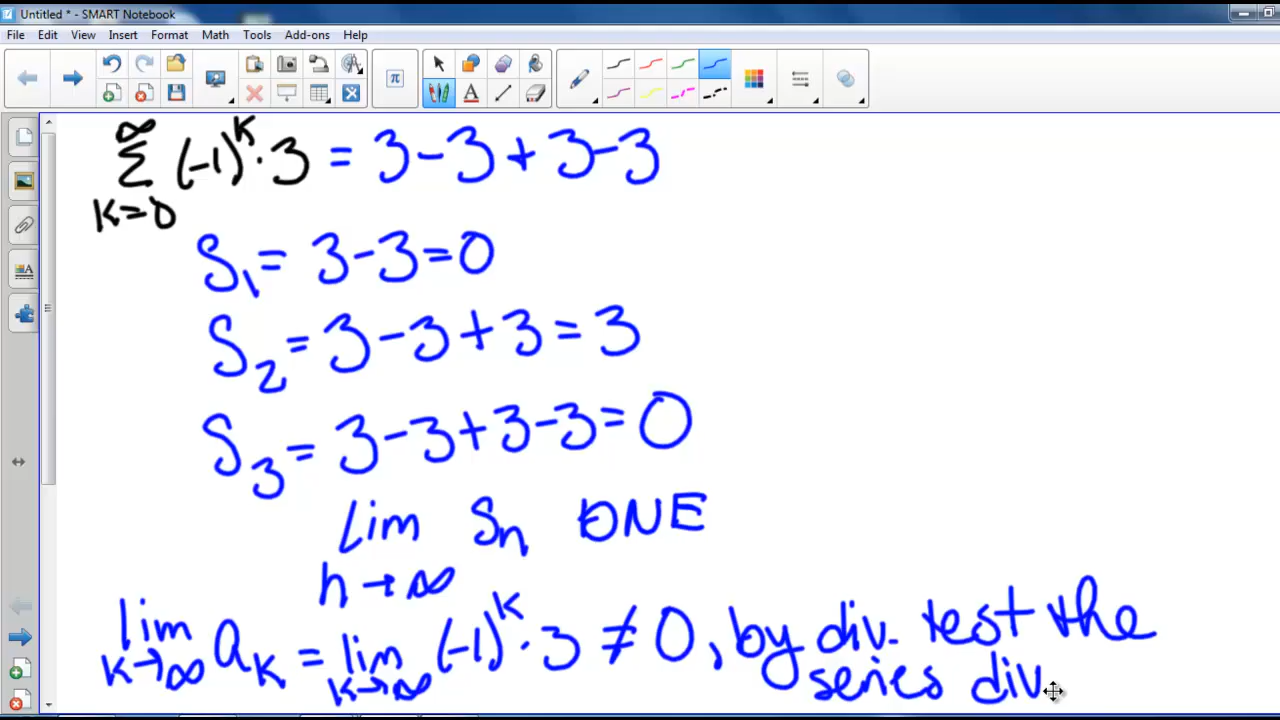 Untitled * - SMART Notebook
File Edit View Insert Format Math Tools Add-ons Help
∞
Σ (-1)^k · 3 = 3 - 3 + 3 - 3
k=0
S₁ = 3 - 3 = 0
S₂ = 3 - 3 + 3 = 3
S₃ = 3 - 3 + 3 - 3 = 0
lim Sn DNE
n→∞
lim aₖ = lim (-1)^k · 3 ≠ 0, by div. test the
k→∞ k→∞ series div